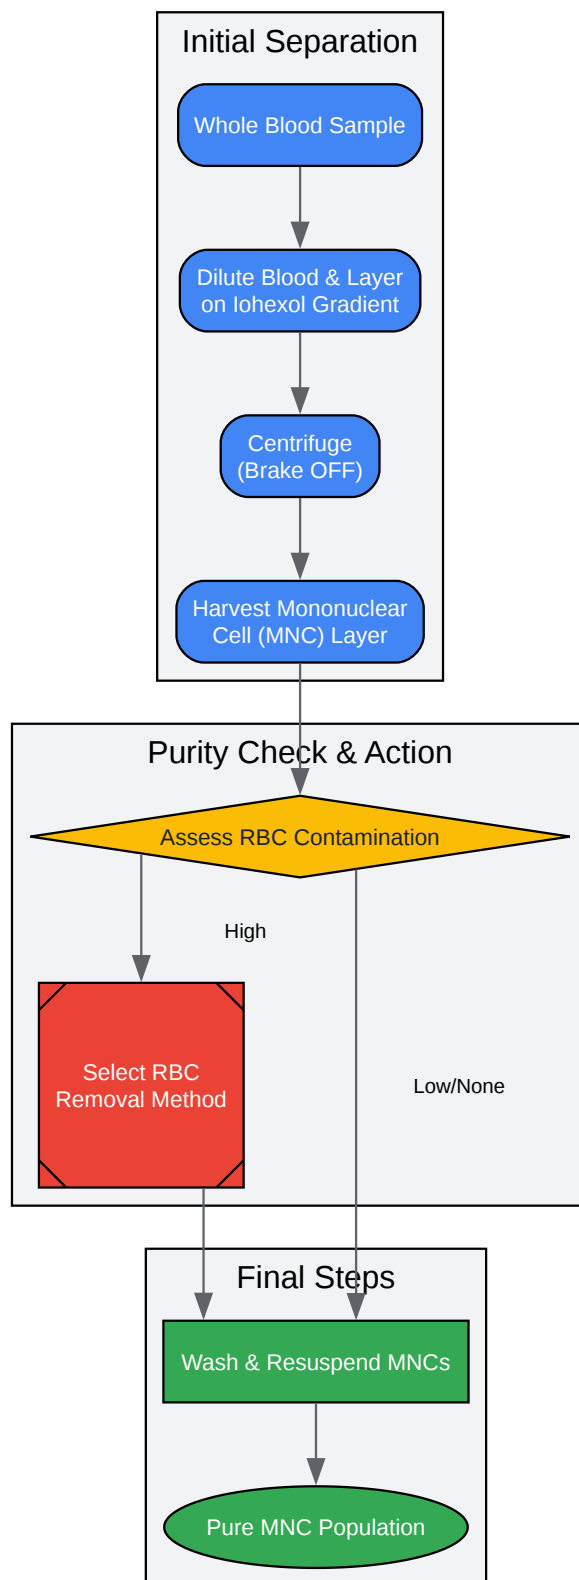 Initial Separation
Whole Blood Sample
Dilute Blood & Layer
on Iohexol Gradient
Centrifuge
(Brake OFF)
Harvest Mononuclear
Cell (MNC) Layer
Purity Check & Action
Assess RBC Contamination
High
Select RBC
Removal Method
Low/None
Final Steps
Wash & Resuspend MNCs
Pure MNC Population